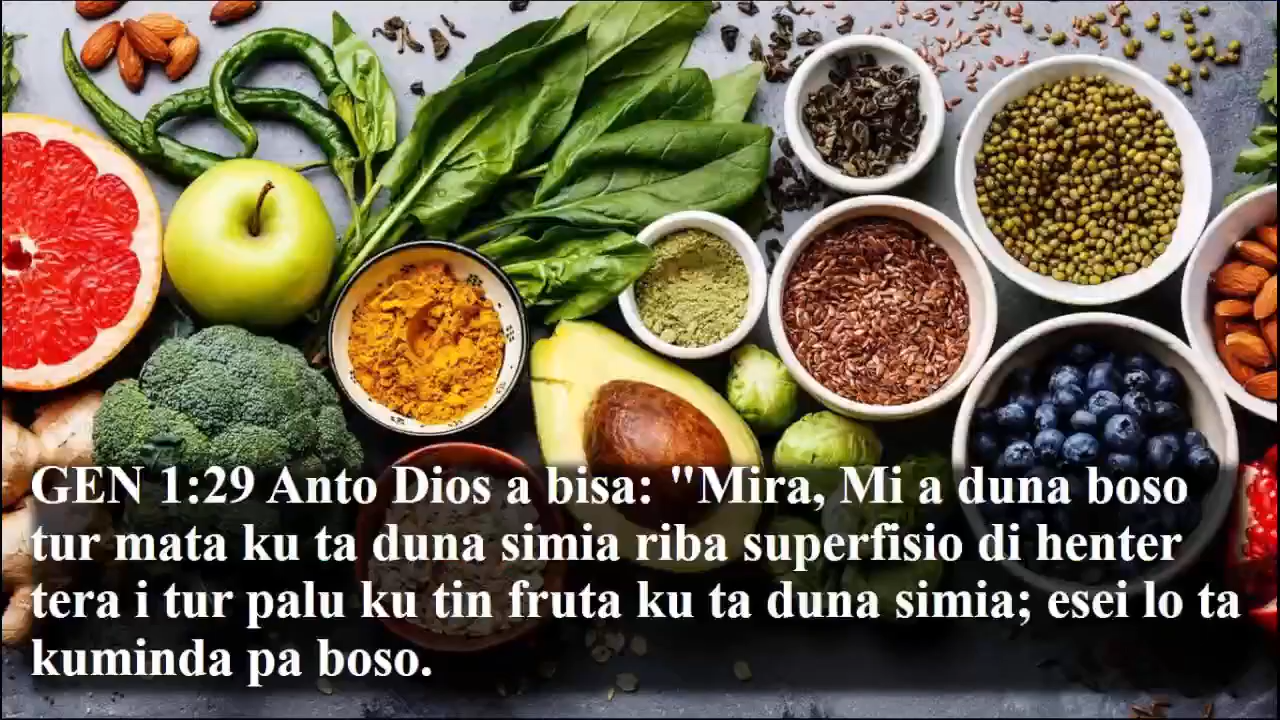 GEN 1:29 Anto Dios a bisa: "Mira, Mi a duna boso
tur mata ku ta duna simia riba superfisio di henter
tera i tur palu ku tin fruta ku ta duna simia; esei lo ta
kuminda pa boso.